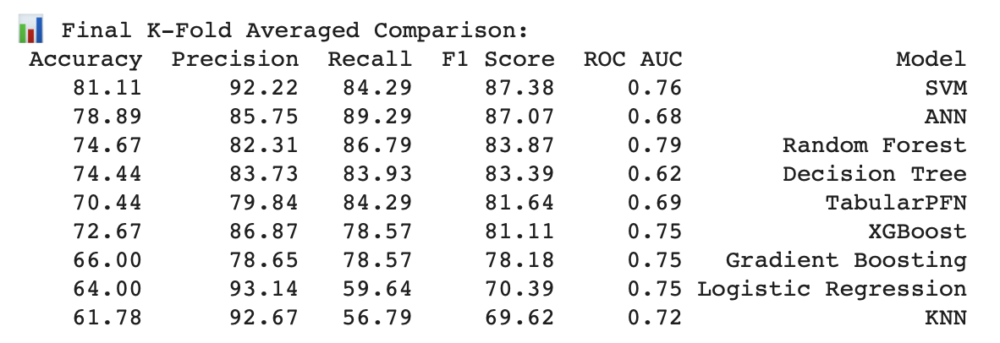 📊 Final K-Fold Averaged Comparison:
Accuracy Precision Recall F1 Score ROC AUC Model
81.11 92.22 84.29 87.38 0.76 SVM
78.89 85.75 89.29 87.07 0.68 ANN
74.67 82.31 86.79 83.87 0.79 Random Forest
74.44 83.73 83.93 83.39 0.62 Decision Tree
70.44 79.84 84.29 81.64 0.69 TabularPFN
72.67 86.87 78.57 81.11 0.75 XGBoost
66.00 78.65 78.57 78.18 0.75 Gradient Boosting
64.00 93.14 59.64 70.39 0.75 Logistic Regression
61.78 92.67 56.79 69.62 0.72 KNN